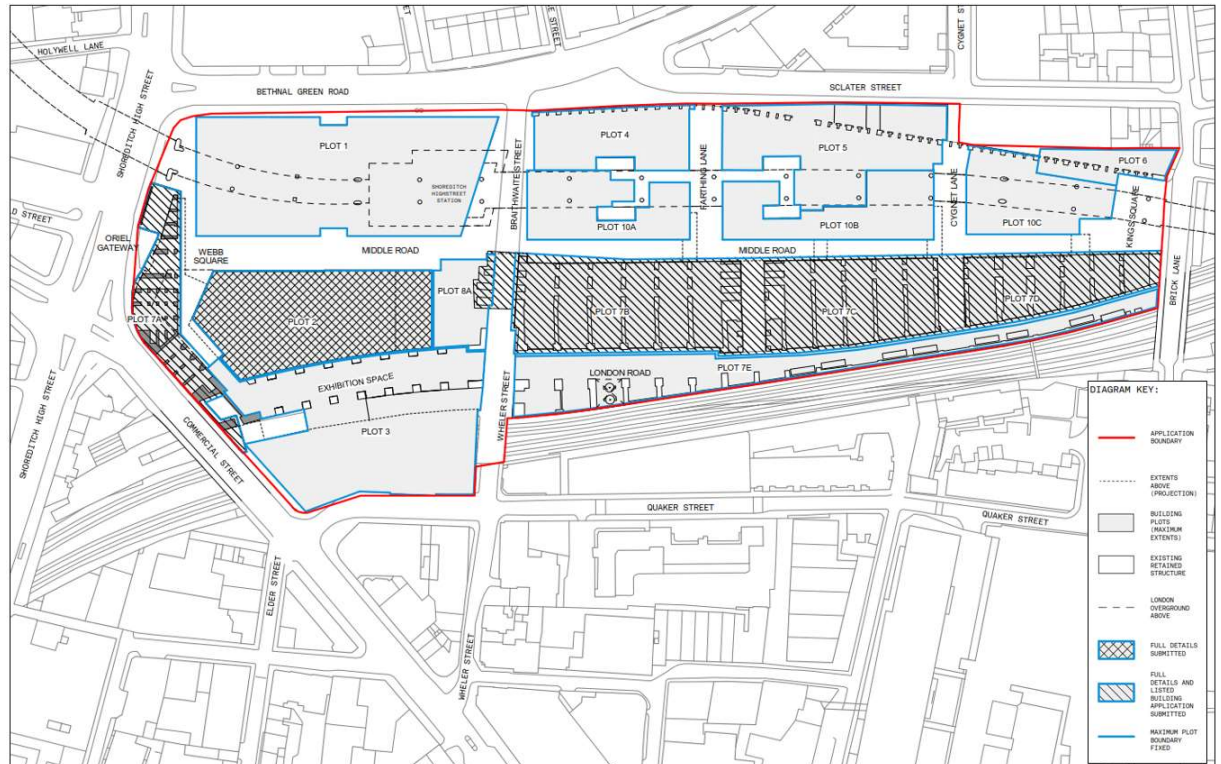 HOLYWELL LANE
BETHNAL GREEN ROAD
SHOREDITCH HIGH STREET
CYGNET ST
SCLATER STREET
PLOT 1
SHOREDITCH
HIGHSTREET
STATION
BRAITHWAITE STREET
PLOT 4
FARTHING LANE
PLOT 5
CYGNET LANE
PLOT 6
KINGS SQUARE
D STREET
ORIEL
GATEWAY
WEBB
SQUARE
MIDDLE ROAD
PLOT 10A
PLOT 10B
MIDDLE ROAD
PLOT 10C
BRICK LANE
PLOT 7A
PLOT 2
PLOT 8A
PLOT 7B
PLOT 7C
PLOT 7D
EXHIBITION SPACE
LONDON ROAD
PLOT 7E
WHELER STREET
PLOT 3
SHOREDITCH HIGH STREET
COMMERCIAL STREET
QUAKER STREET
QUAKER STREET
ELDER STREET
WHELER STREET
DIAGRAM KEY:
APPLICATION
BOUNDARY
EXTENTS
ABOVE
(PROJECTION)
BUILDING
PLOTS
(MAXIMUM
EXTENTS)
EXISTING
RETAINED
STRUCTURE
LONDON
OVERGROUND
ABOVE
FULL DETAILS
SUBMITTED
FULL
DETAILS AND
LISTED
BUILDING
APPLICATION
SUBMITTED
MAXIMUM PLOT
BOUNDARY
FIXED